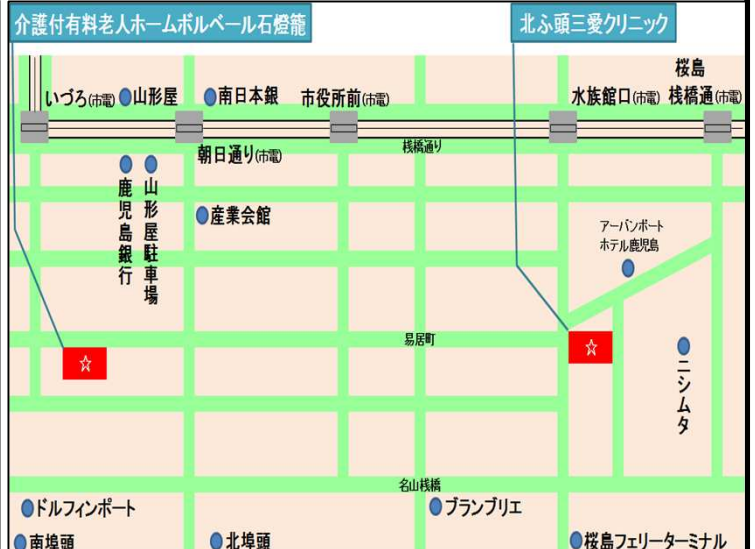 介護付有料老人ホームボルベール石燈籠
北ふ頭三愛クリニック
桜島
いづろ(市電)
山形屋
南日本銀
市役所前(市電)
水族館口(市電)
桟橋通(市電)
朝日通り(市電)
桟橋通り
鹿児島銀行
山形屋駐車場
産業会館
アーバンポート
ホテル鹿児島
易居町
☆
☆
ニシムタ
名山桟橋
ドルフィンポート
ブランブリエ
南埠頭
北埠頭
桜島フェリーターミナル